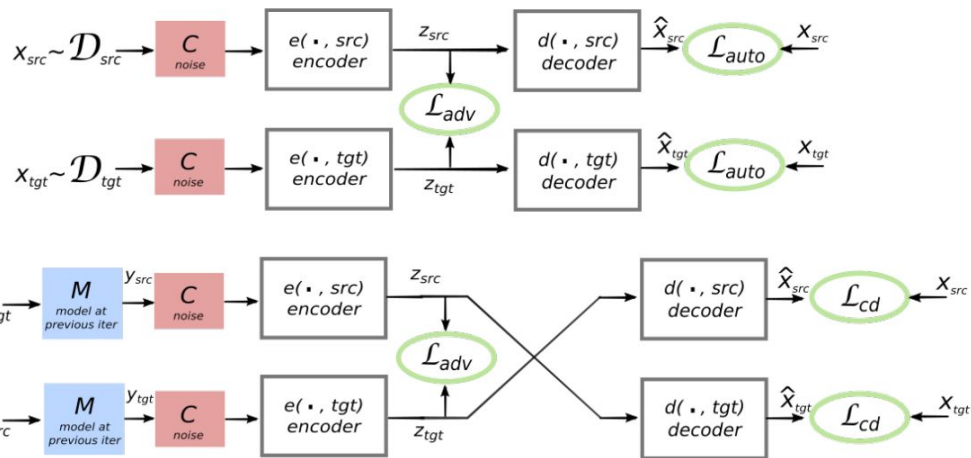 x_src ~ D_src C noise e(·, src) encoder z_src d(·, src) decoder x̂_src L_auto x_src
L_adv
x_tgt ~ D_tgt C noise e(·, tgt) encoder z_tgt d(·, tgt) decoder x̂_tgt L_auto x_tgt
gt M model at previous iter y_src C noise e(·, src) encoder z_src d(·, src) decoder x̂_src L_cd x_src
L_adv
rc M model at previous iter y_tgt C noise e(·, tgt) encoder z_tgt d(·, tgt) decoder x̂_tgt L_cd x_tgt